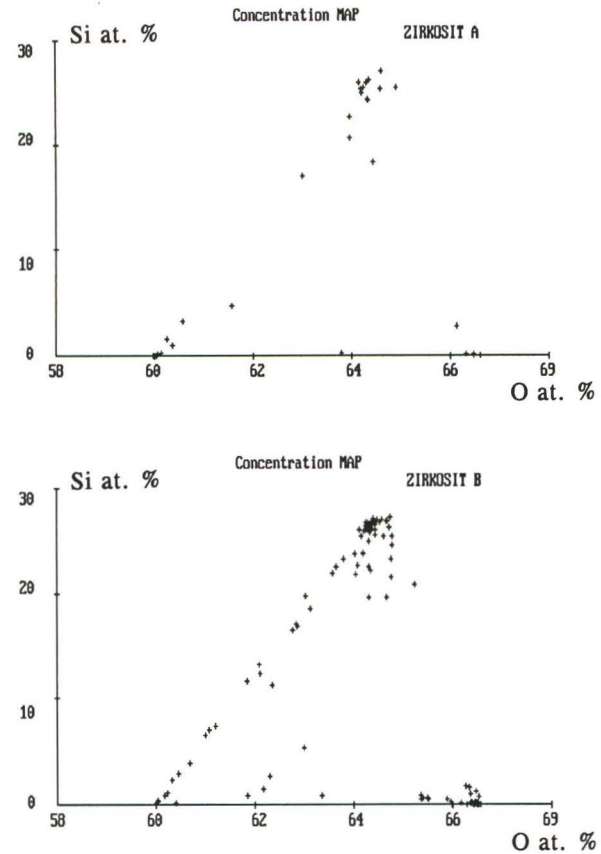 Concentration MAP
Si at. %
ZIRKOSIT A
30
20
10
0
58 60 62 64 66 69
O at. %
Concentration MAP
Si at. %
ZIRKOSIT B
30
20
10
0
58 60 62 64 66 69
O at. %